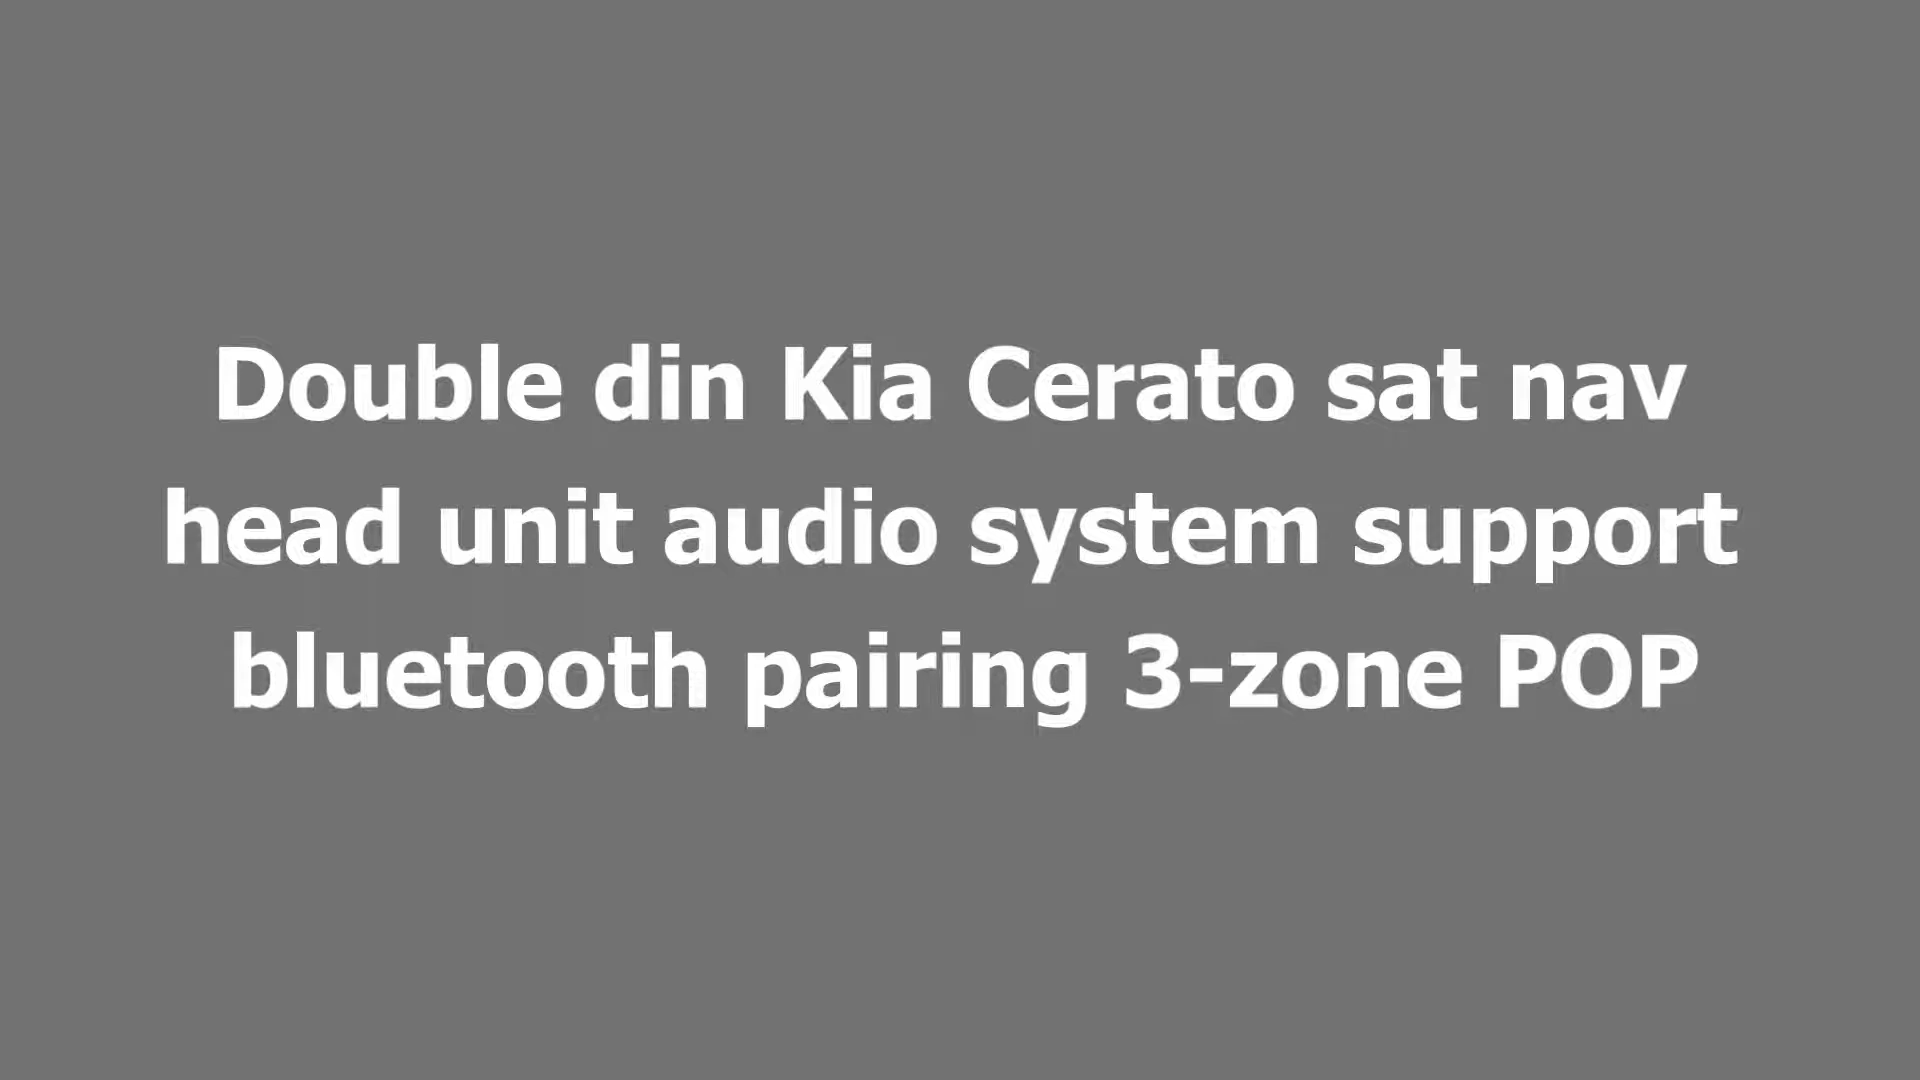 Double din Kia Cerato sat nav
head unit audio system support
bluetooth pairing 3-zone POP